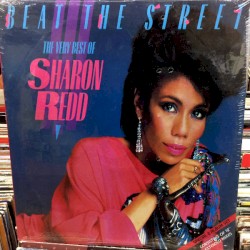 BEAT THE STREET
THE VERY BEST OF
SHARON
REDD